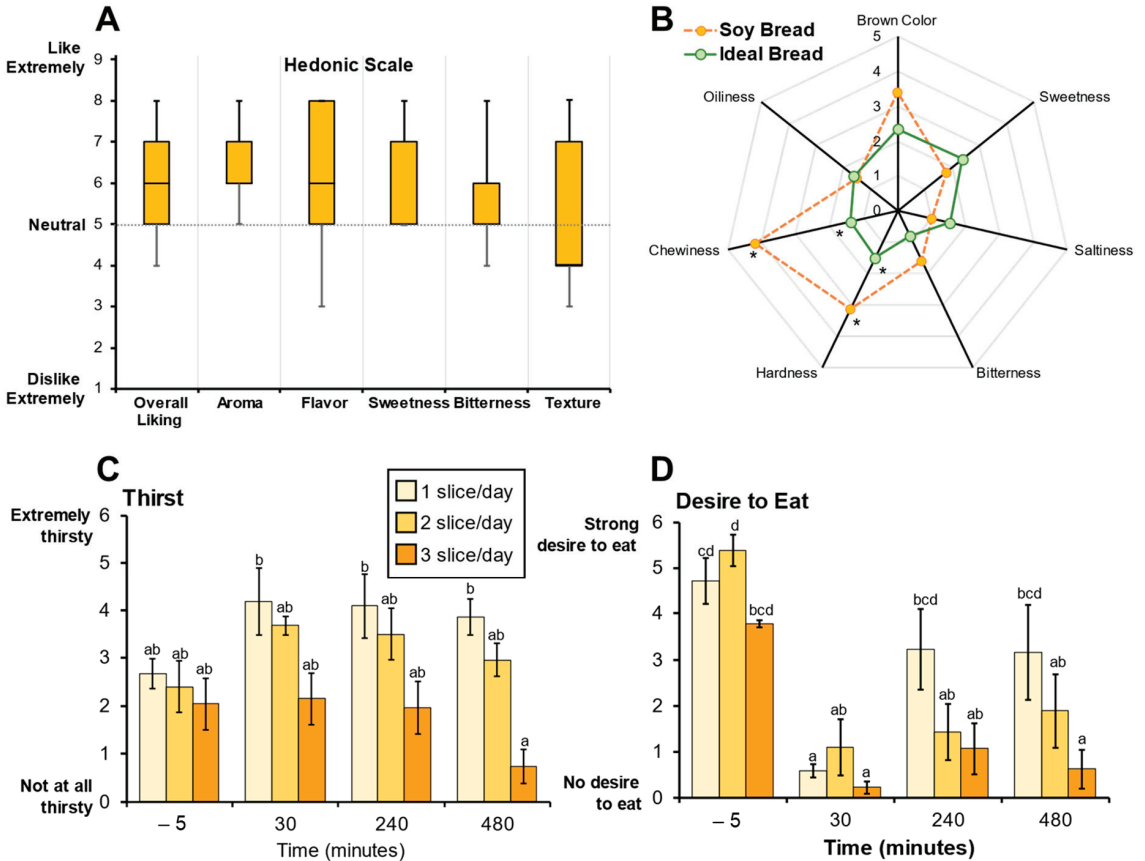 A
Like
Extremely
Hedonic Scale
9
8
7
6
Neutral
5
4
3
2
Dislike
Extremely
1
Overall
Liking
Aroma
Flavor
Sweetness
Bitterness
Texture
B
Soy Bread
Ideal Bread
Brown Color
5
4
3
2
1
0
Oiliness
Sweetness
Chewiness
*
*
Saltiness
Hardness
*
*
Bitterness
C
Thirst
1 slice/day
2 slice/day
3 slice/day
Extremely
thirsty
6
5
4
3
2
1
0
Not at all
thirsty
ab ab ab
b ab ab
b ab ab
b ab a
– 5 30 240 480
Time (minutes)
D
Desire to Eat
Strong
desire to eat
6
5
4
3
2
1
0
No desire
to eat
cd d bcd
a ab a
bcd ab ab
bcd ab a
– 5 30 240 480
Time (minutes)